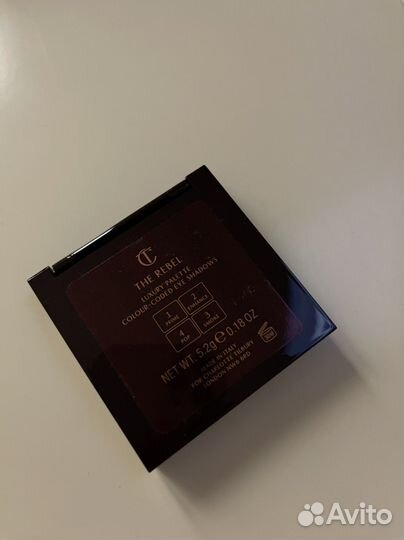 CT
THE REBEL
LUXURY PALETTE
COLOUR-CODED EYE SHADOWS
1 2
PRIME ENHANCE
4 3
POP SMOKE
NET WT. 5.2g ℮ 0.18 OZ
MADE IN ITALY
FOR CHARLOTTE TILBURY
LONDON NW6 6RD
Avito